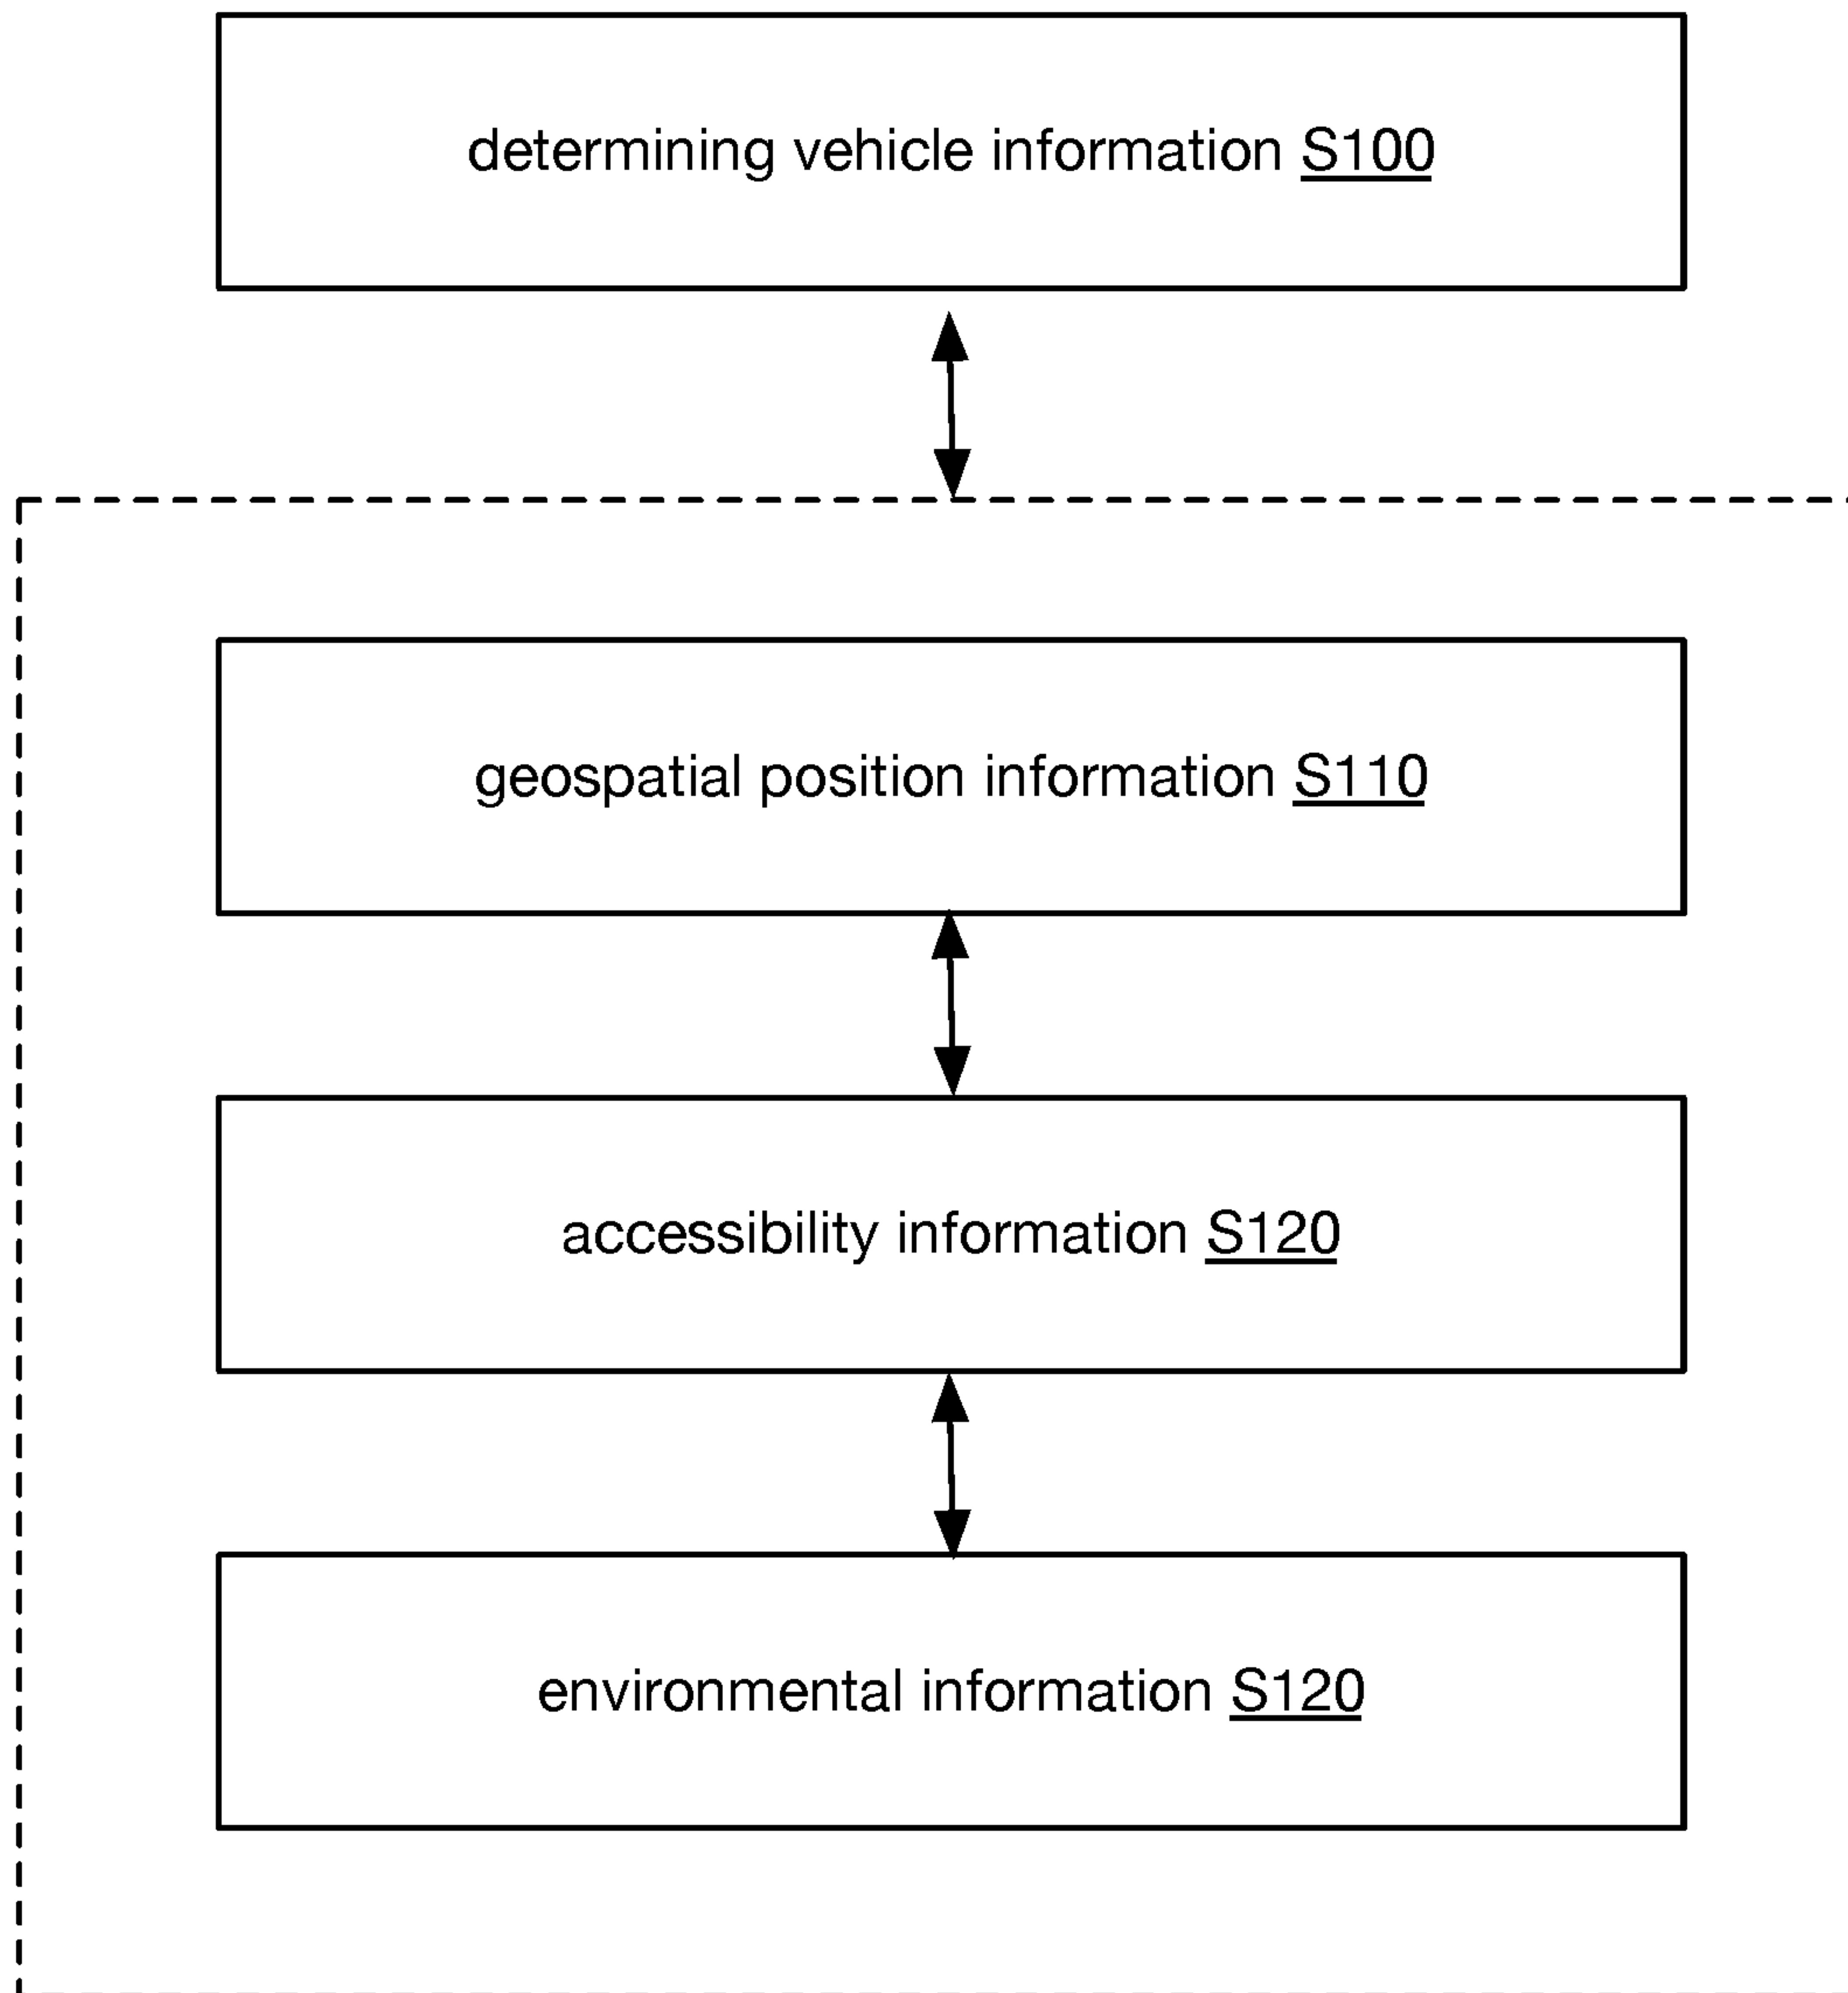 determining vehicle information S100
geospatial position information S110
accessibility information S120
environmental information S120